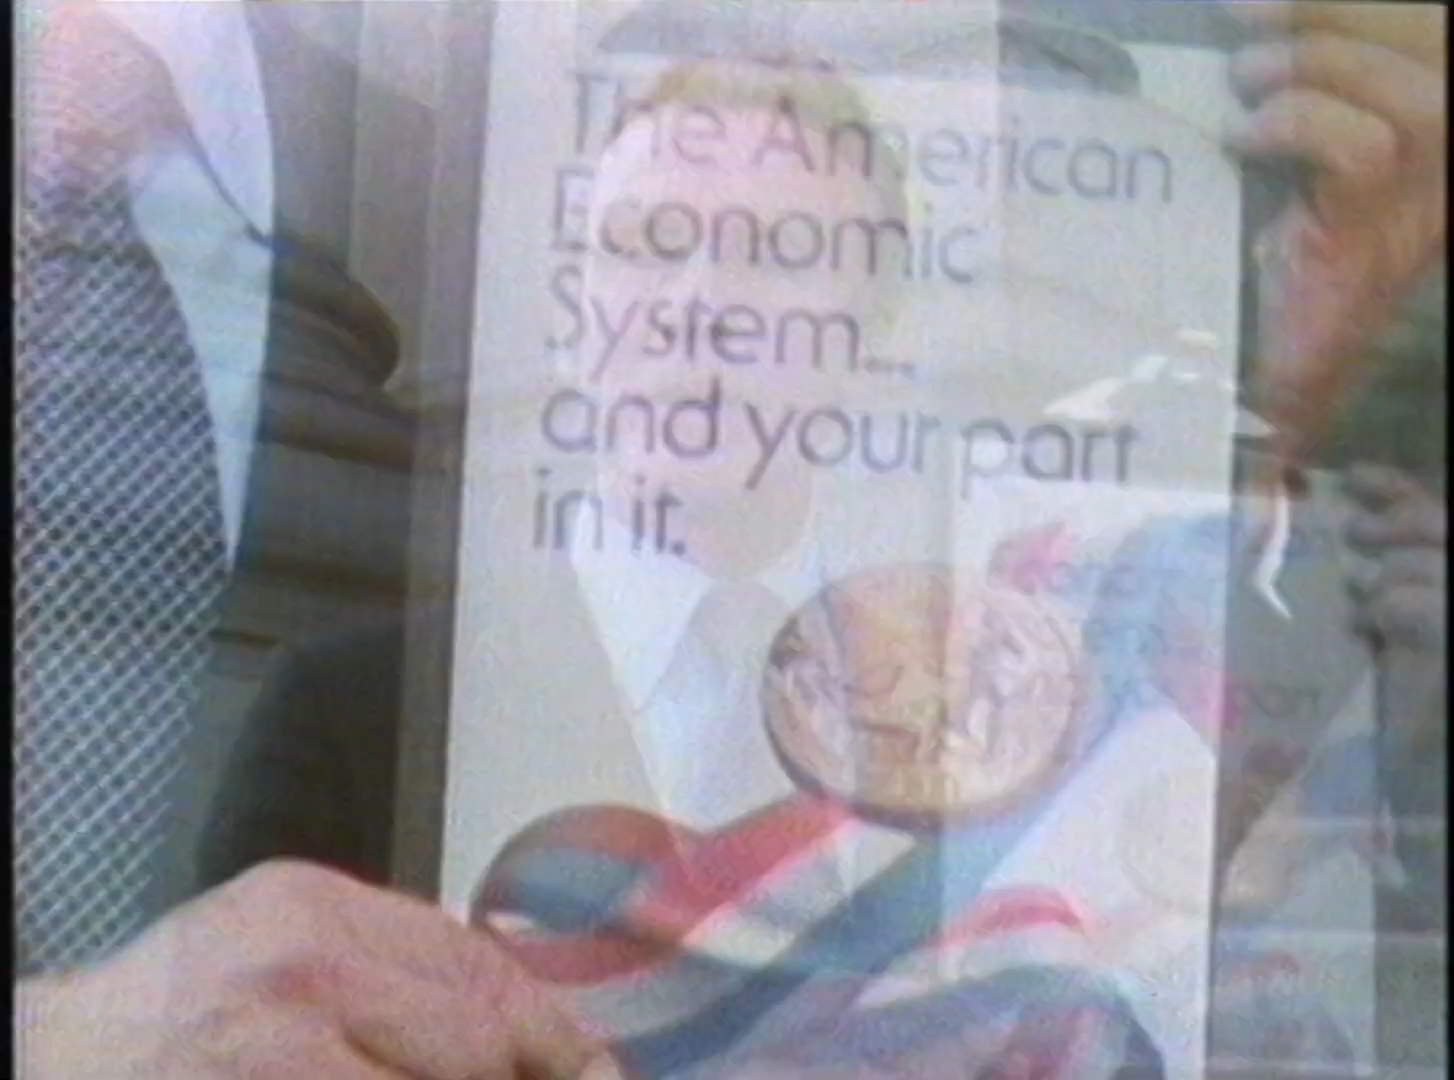 The American
Economic
System...
and your part
in it.